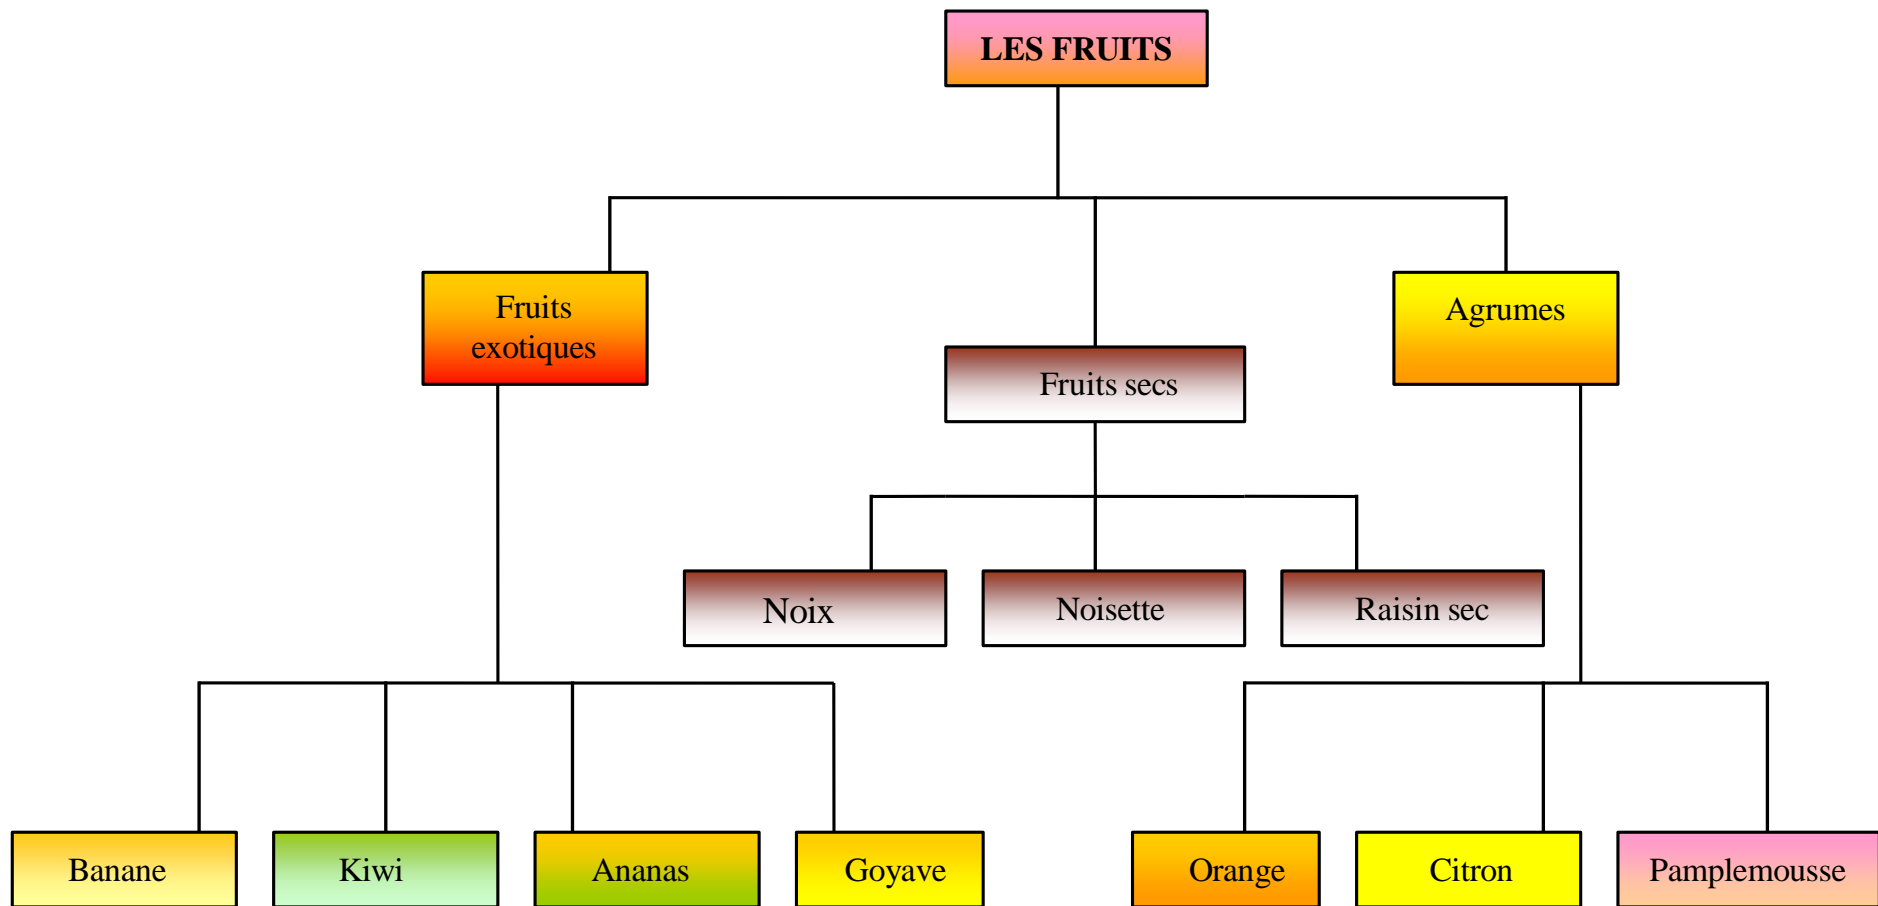 LES FRUITS
Fruits
exotiques
Fruits secs
Agrumes
Noix
Noisette
Raisin sec
Banane
Kiwi
Ananas
Goyave
Orange
Citron
Pamplemousse